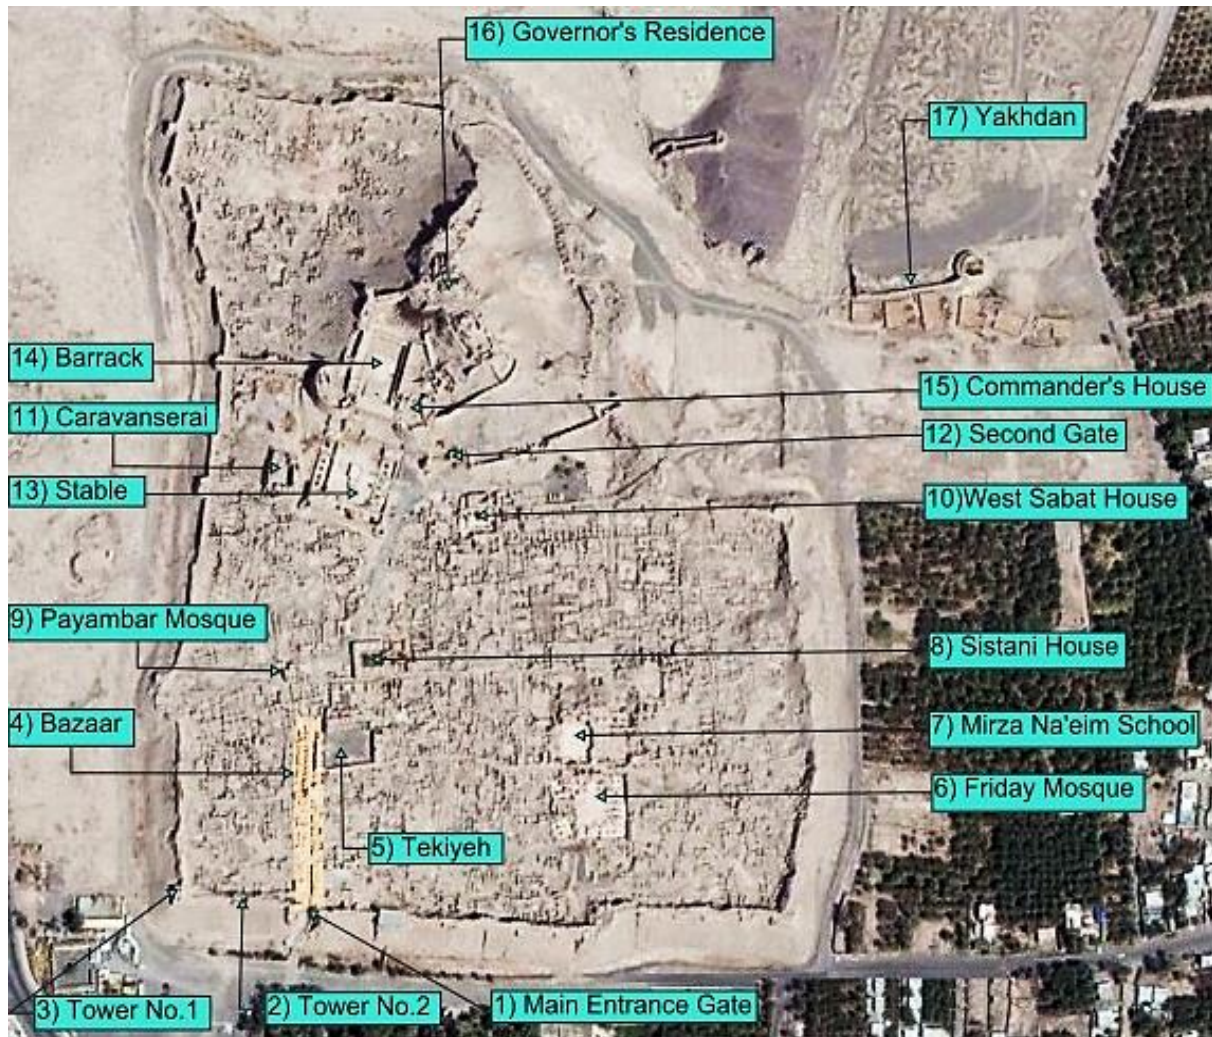 16) Governor's Residence
17) Yakhdan
14) Barrack
15) Commander's House
11) Caravanserai
12) Second Gate
13) Stable
10)West Sabat House
9) Payambar Mosque
8) Sistani House
4) Bazaar
7) Mirza Na'eim School
6) Friday Mosque
5) Tekiyeh
3) Tower No.1
2) Tower No.2
1) Main Entrance Gate